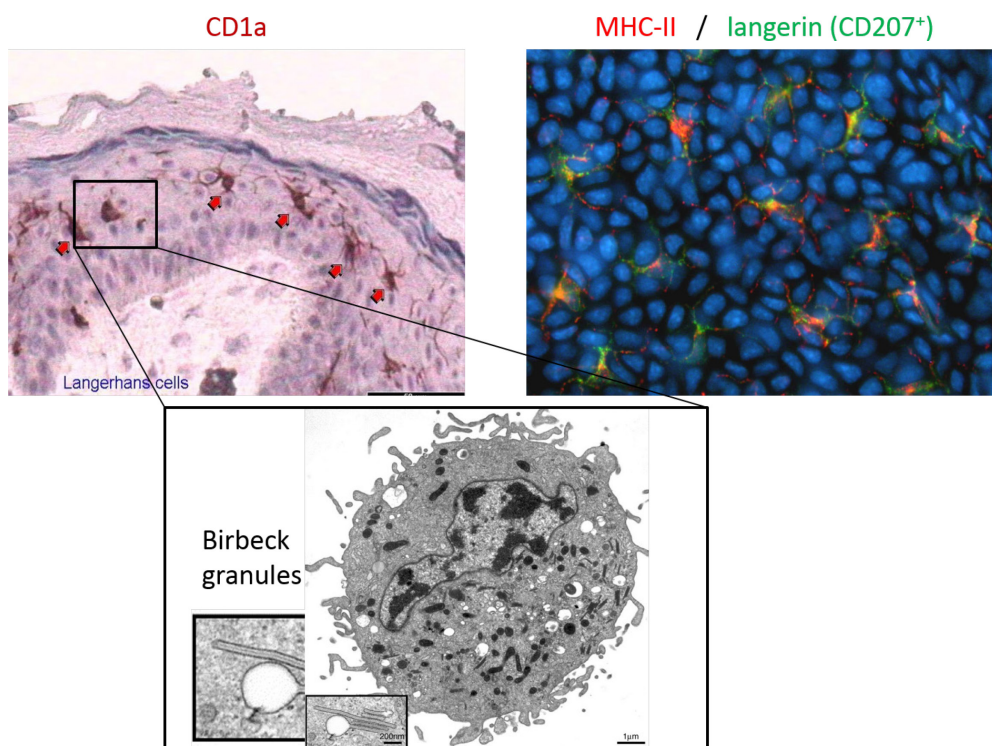 CD1a
MHC-II / langerin (CD207+)
Langerhans cells
Birbeck
granules
200nm
1µm